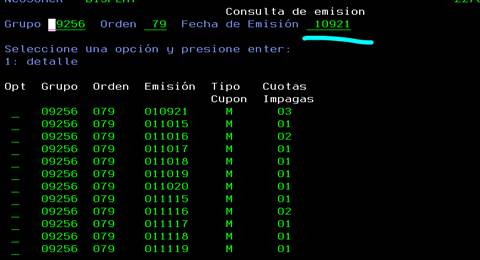 DISPLAY
Consulta de emision
Grupo 9256 Orden 79 Fecha de Emisión 10921
Seleccione una opción y presione enter:
1: detalle
Opt Grupo Orden Emisión Tipo Cuotas
Cupon Impagas
_ 09256 079 010921 M 03
_ 09256 079 011015 M 01
_ 09256 079 011016 M 02
_ 09256 079 011017 M 01
_ 09256 079 011018 M 01
_ 09256 079 011019 M 01
_ 09256 079 011020 M 01
_ 09256 079 011115 M 01
_ 09256 079 011116 M 02
_ 09256 079 011117 M 01
_ 09256 079 011118 M 01
_ 09256 079 011119 M 01